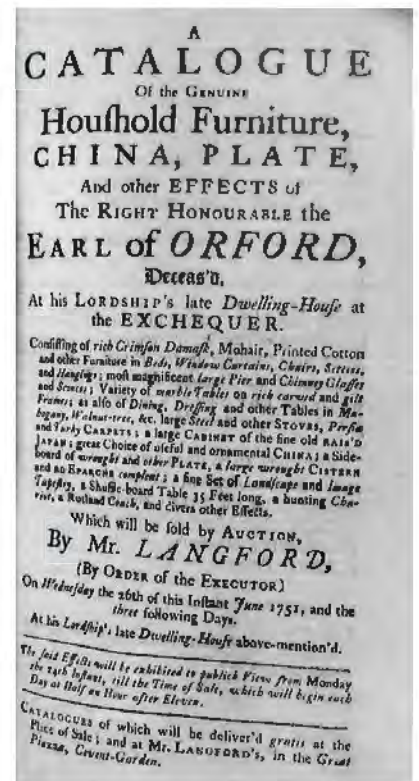 A
CATALOGUE
Of the GENUINE
Houſhold Furniture,
CHINA, PLATE,
And other EFFECTS of
The RIGHT HONOURABLE the
EARL of ORFORD,
Deceas'd,
At his LORDSHIP's late Dwelling-Houſe at
the EXCHEQUER.
Conſiſting of rich Crimſon Damaſk, Mohair, Printed Cotton
and other Furniture in Beds, Window Curtains, Chairs, Settees,
and Hangings; moſt magnificent large Pier and Chimney Glaſſes
and Sconces; Variety of marble Tables on rich carved and gilt
Frames; as alſo of Dining, Dreſſing and other Tables in Ma-
hogany, Walnut-tree, &c. large Steel and other STOVES, Perſia
and Turky CARPETS; a large CABINET of the fine old RAIS'D
JAPAN; great Choice of uſeful and ornamental CHINA; a Side-
board of wrought and other PLATE, a large wrought CISTERN
and an EPARGNE compleat; a fine Set of Landſcape and Image
Tapeſtry, a Shuffle-board Table 35 Feet long, a hunting Cha-
riot, a Rutland Coach, and divers other Effects.
Which will be ſold by AUCTION,
By Mr. LANGFORD,
(By ORDER of the EXECUTOR)
On Wedneſday the 26th of this Inſtant June 1751, and the
three following Days.
At his Lordſhip's late Dwelling-Houſe above-mention'd.
The ſaid Effects will be exhibited to publick View from Monday
the 24th Inſtant, till the Time of Sale, which will begin each
Day at Half an Hour after Eleven.
CATALOGUES of which will be deliver'd gratis at the
Place of Sale; and at Mr. LANGFORD's, in the Great
Piazza, Covent-Garden.